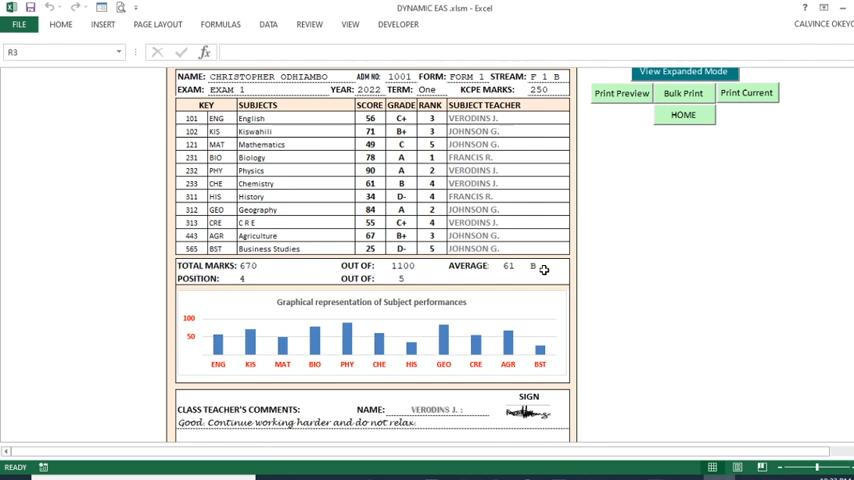 DYNAMIC EAS.xlsm - Excel
FILE HOME INSERT PAGE LAYOUT FORMULAS DATA REVIEW VIEW DEVELOPER CALVINCE OKEYO
R3 fx
NAME: CHRISTOPHER ODHIAMBO ADM NO: 1001 FORM: FORM 1 STREAM: F 1 B
EXAM: EXAM 1 YEAR: 2022 TERM: One KCPE MARKS: 250
View Expanded Mode
Print Preview Bulk Print Print Current
HOME
KEY SUBJECTS SCORE GRADE RANK SUBJECT TEACHER
101 ENG English 56 C+ 3 VERODINS J.
102 KIS Kiswahili 71 B+ 3 JOHNSON G.
121 MAT Mathematics 49 C 5 JOHNSON G.
231 BIO Biology 78 A 1 FRANCIS R.
232 PHY Physics 90 A 2 VERODINS J.
233 CHE Chemistry 61 B 4 VERODINS J.
311 HIS History 34 D- 4 FRANCIS R.
312 GEO Geography 84 A 2 JOHNSON G.
313 CRE C R E 55 C+ 4 VERODINS J.
443 AGR Agriculture 67 B+ 3 JOHNSON G.
565 BST Business Studies 25 D- 5 JOHNSON G.
TOTAL MARKS: 670 OUT OF: 1100 AVERAGE: 61 B
POSITION: 4 OUT OF: 5
Graphical representation of Subject performances
100
50
ENG KIS MAT BIO PHY CHE HIS GEO CRE AGR BST
SIGN
CLASS TEACHER'S COMMENTS: NAME: VERODINS J. :
Good. Continue working harder and do not relax.
READY